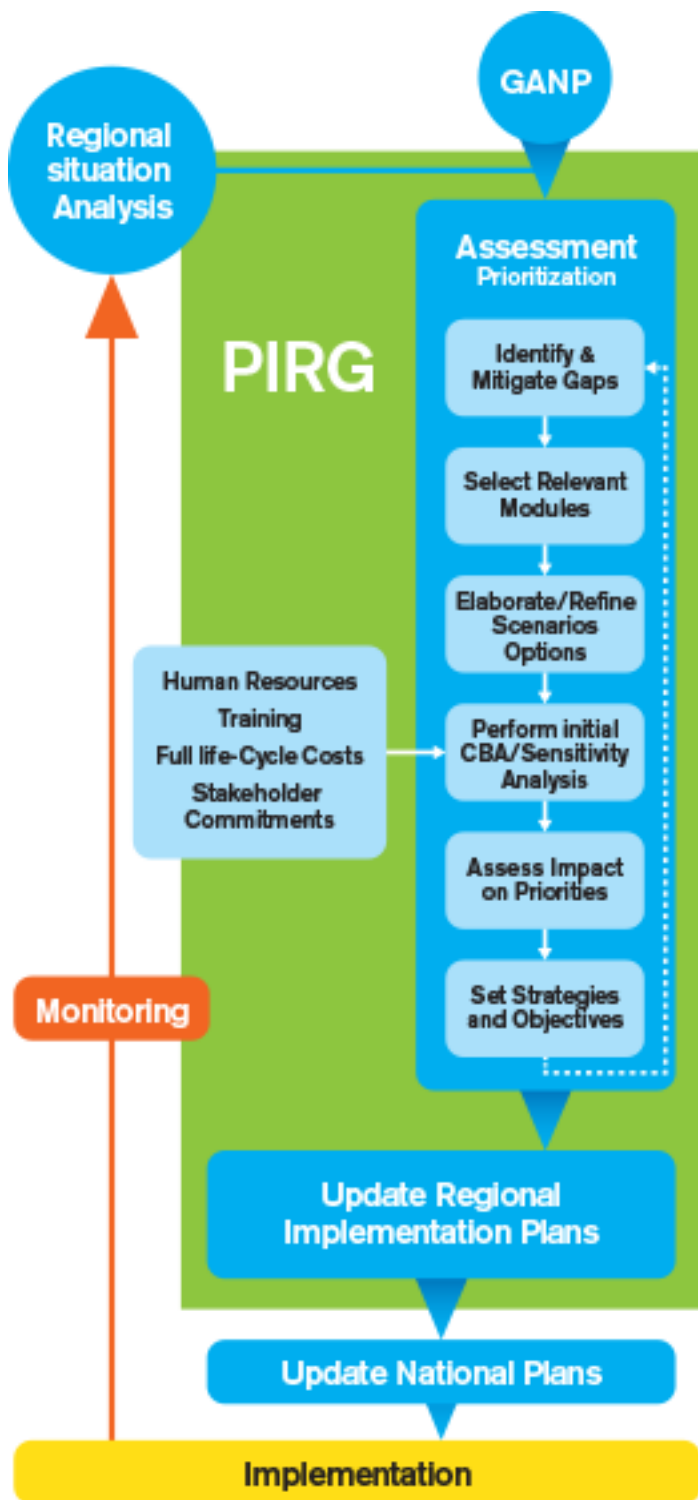 GANP
Regional
situation
Analysis
Assessment
Prioritization
PIRG
Identify &
Mitigate Gaps
Select Relevant
Modules
Elaborate/Refine
Scenarios
Options
Human Resources
Training
Full life-Cycle Costs
Stakeholder
Commitments
Perform initial
CBA/Sensitivity
Analysis
Assess Impact
on Priorities
Set Strategies
and Objectives
Monitoring
Update Regional
Implementation Plans
Update National Plans
Implementation